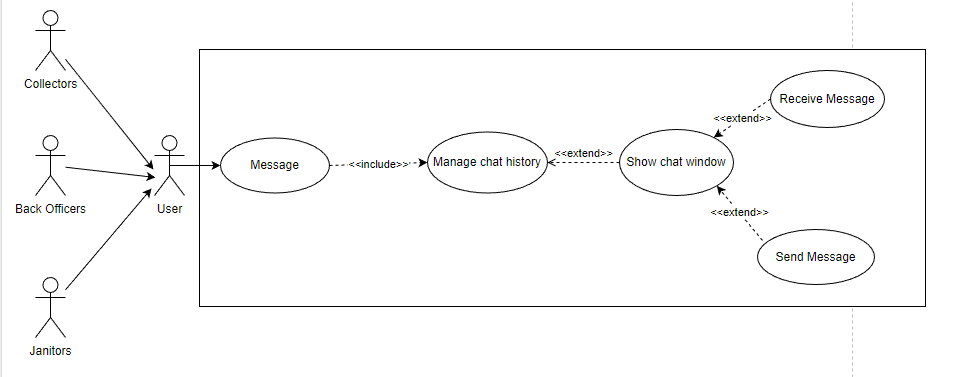 Collectors
Back Officers
Janitors
User
Message
<<include>>
Manage chat history
<<extend>>
Show chat window
<<extend>>
Receive Message
<<extend>>
Send Message